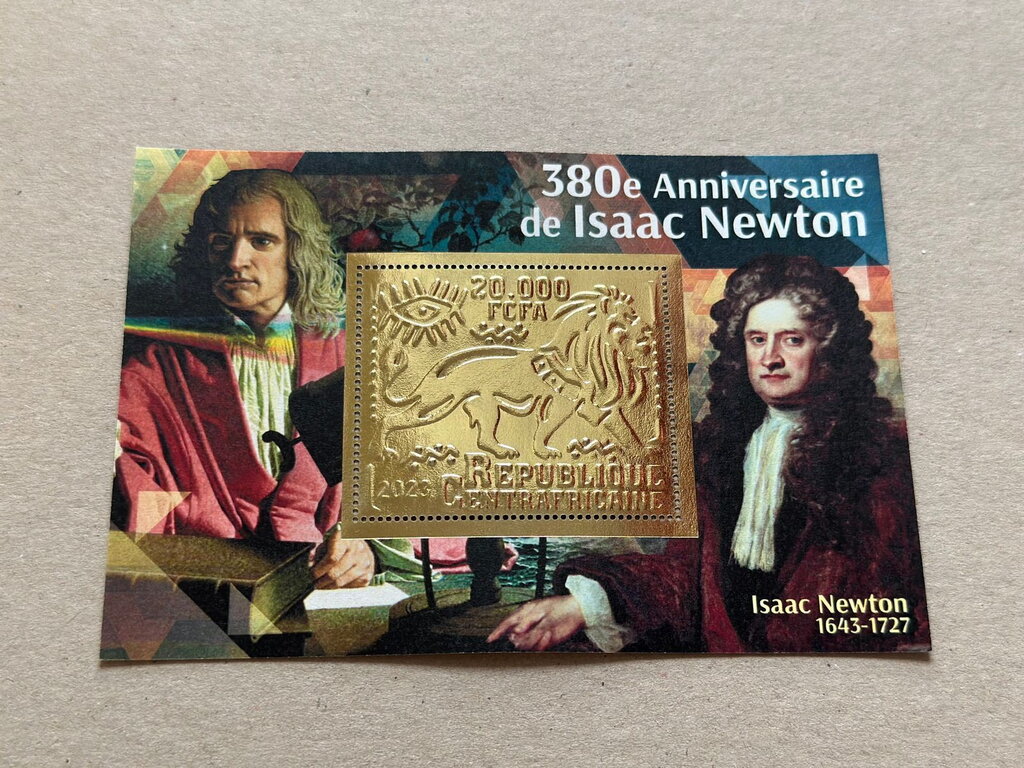 380e Anniversaire
de Isaac Newton
20.000
FCFA
REPUBLIQUE
2023 CENTRAFRICAINE
Isaac Newton
1643-1727